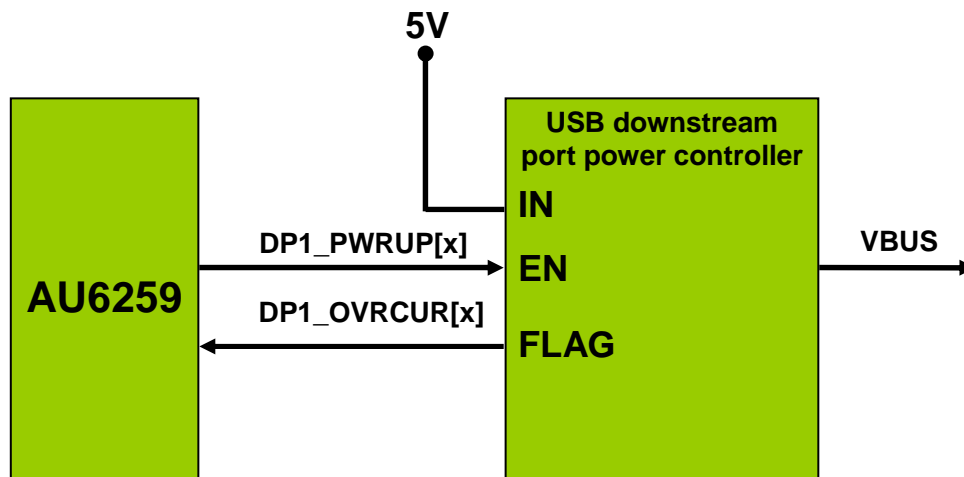 5V
USB downstream
port power controller
IN
DP1_PWRUP[x]
EN
VBUS
AU6259
DP1_OVRCUR[x]
FLAG